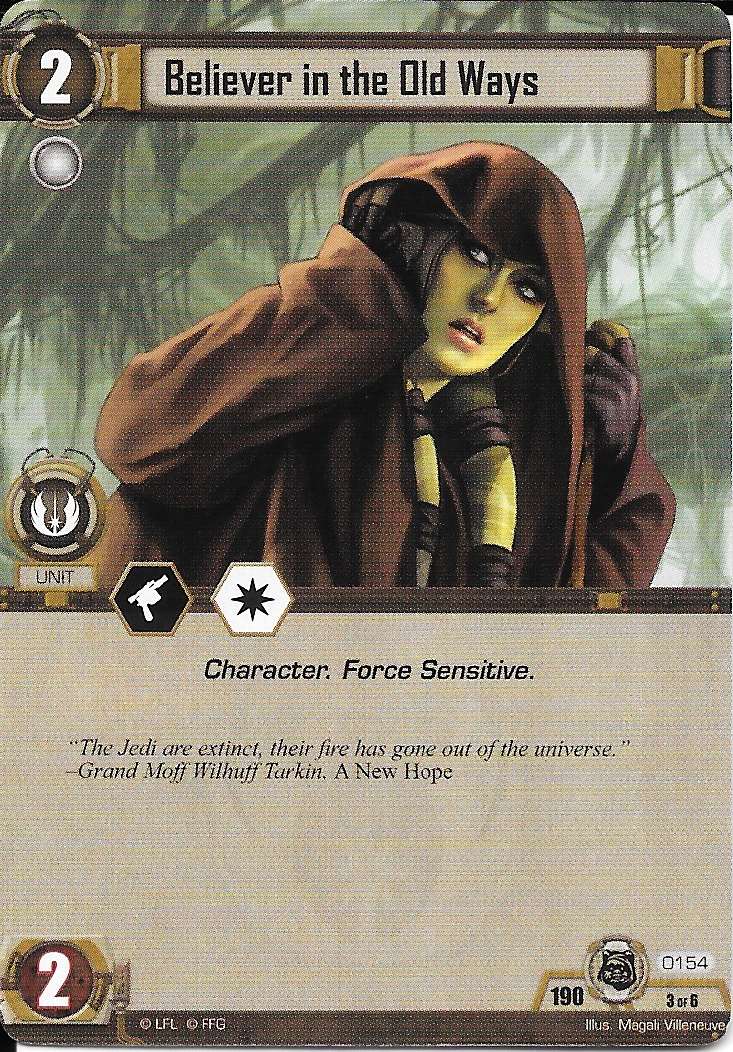 2
Believer in the Old Ways
UNIT
Character. Force Sensitive.
“The Jedi are extinct, their fire has gone out of the universe.”
–Grand Moff Wilhuff Tarkin, A New Hope
2
0154
190
3 OF 6
© LFL © FFG
Illus. Magali Villeneuve